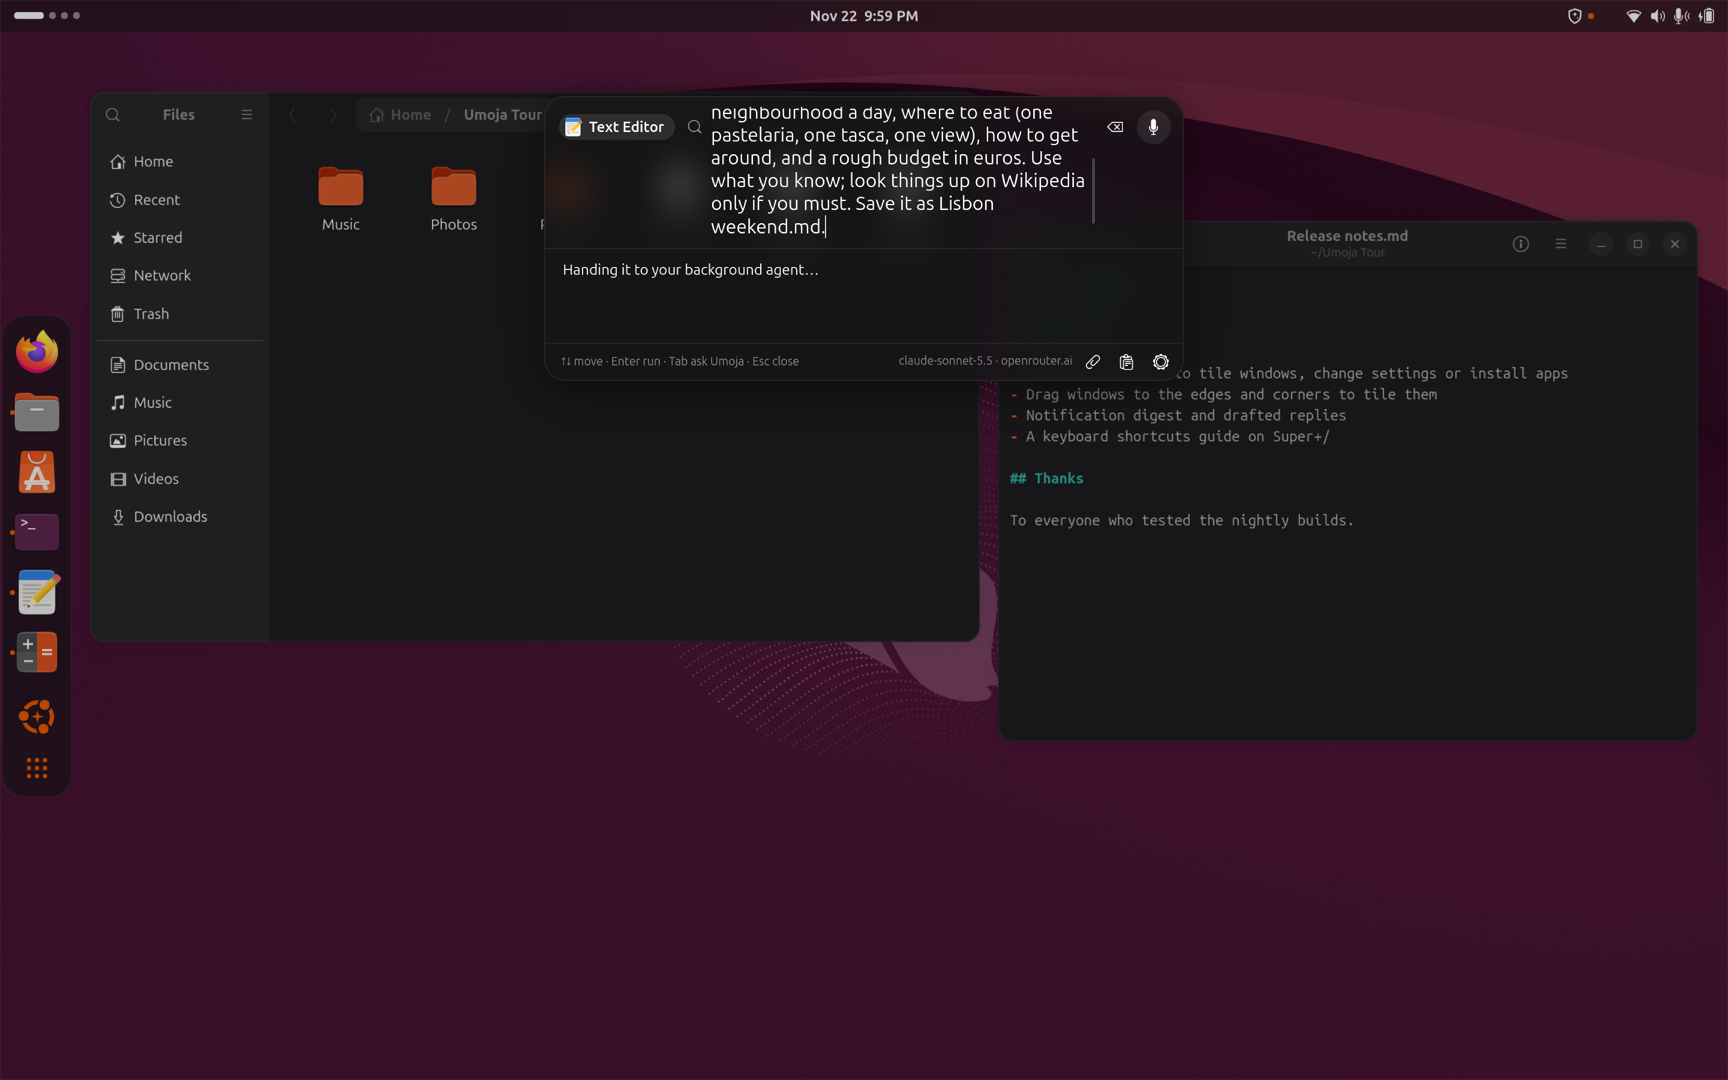 Nov 22 9:59 PM
Files
Home / Umoja Tour
Home
Recent
Starred
Network
Trash
Documents
Music
Pictures
Videos
Downloads
Music
Photos
Text Editor
neighbourhood a day, where to eat (one
pastelaria, one tasca, one view), how to get
around, and a rough budget in euros. Use
what you know; look things up on Wikipedia
only if you must. Save it as Lisbon
weekend.md.
Handing it to your background agent…
↑↓ move · Enter run · Tab ask Umoja · Esc close
claude-sonnet-5.5 · openrouter.ai
Release notes.md
~/Umoja Tour
to tile windows, change settings or install apps
- Drag windows to the edges and corners to tile them
- Notification digest and drafted replies
- A keyboard shortcuts guide on Super+/
## Thanks
To everyone who tested the nightly builds.